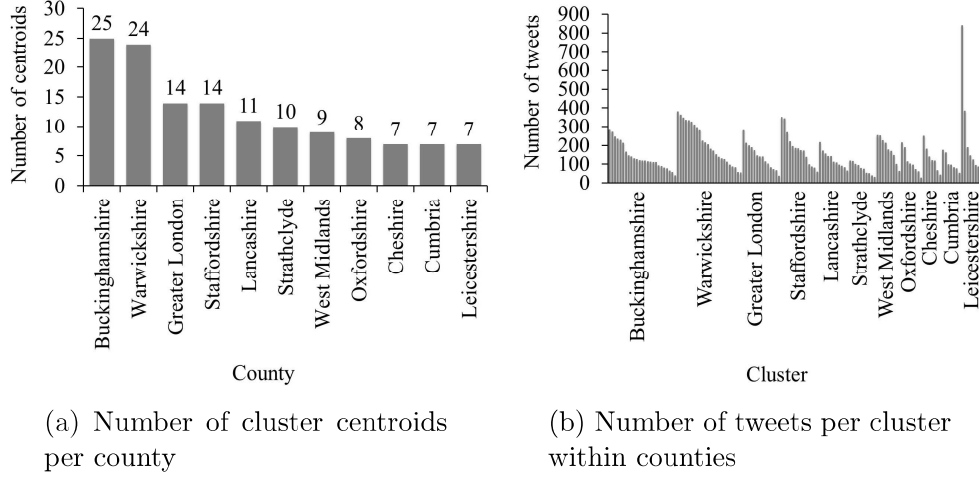 Number of centroids
30
25
20
15
10
5
0
25
24
14
14
11
10
9
8
7
7
7
Buckinghamshire
Warwickshire
Greater London
Staffordshire
Lancashire
Strathclyde
West Midlands
Oxfordshire
Cheshire
Cumbria
Leicestershire
County
(a) Number of cluster centroids
per county
Number of tweets
900
800
700
600
500
400
300
200
100
0
Buckinghamshire
Warwickshire
Greater London
Staffordshire
Lancashire
Strathclyde
West Midlands
Oxfordshire
Cheshire
Cumbria
Leicestershire
Cluster
(b) Number of tweets per cluster
within counties